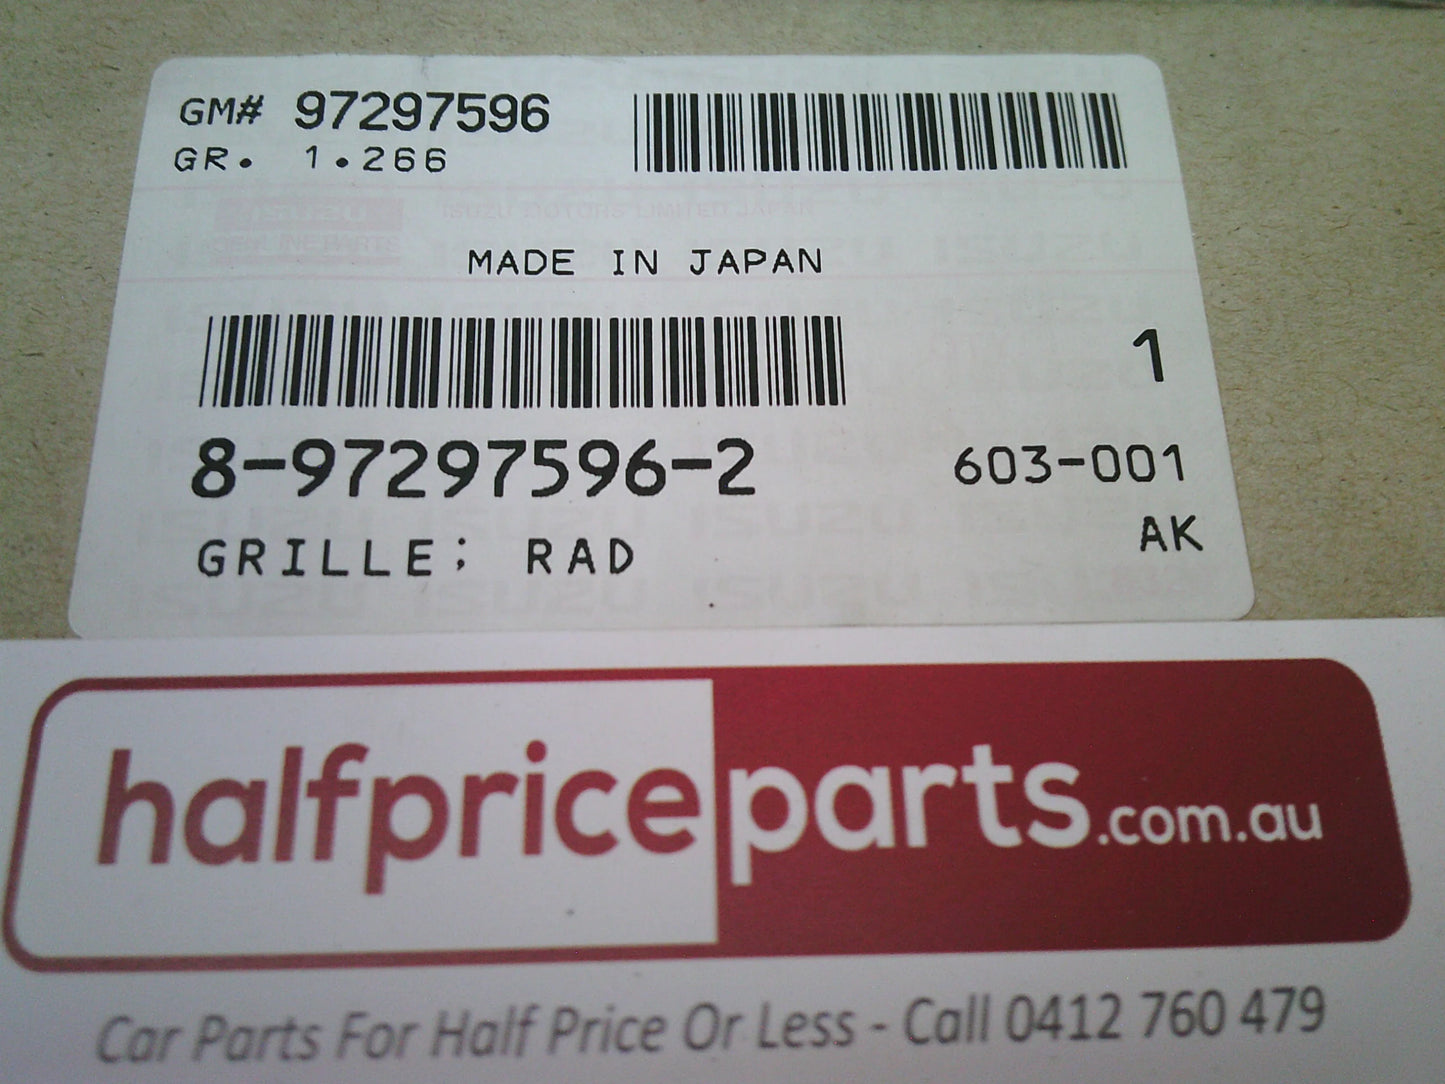 GM# 97297596
GR. 1.266
ISUZU MOTORS LIMITED JAPAN
MADE IN JAPAN
1
8-97297596-2
603-001
GRILLE; RAD
AK
halfpriceparts.com.au
Car Parts For Half Price Or Less - Call 0412 760 479